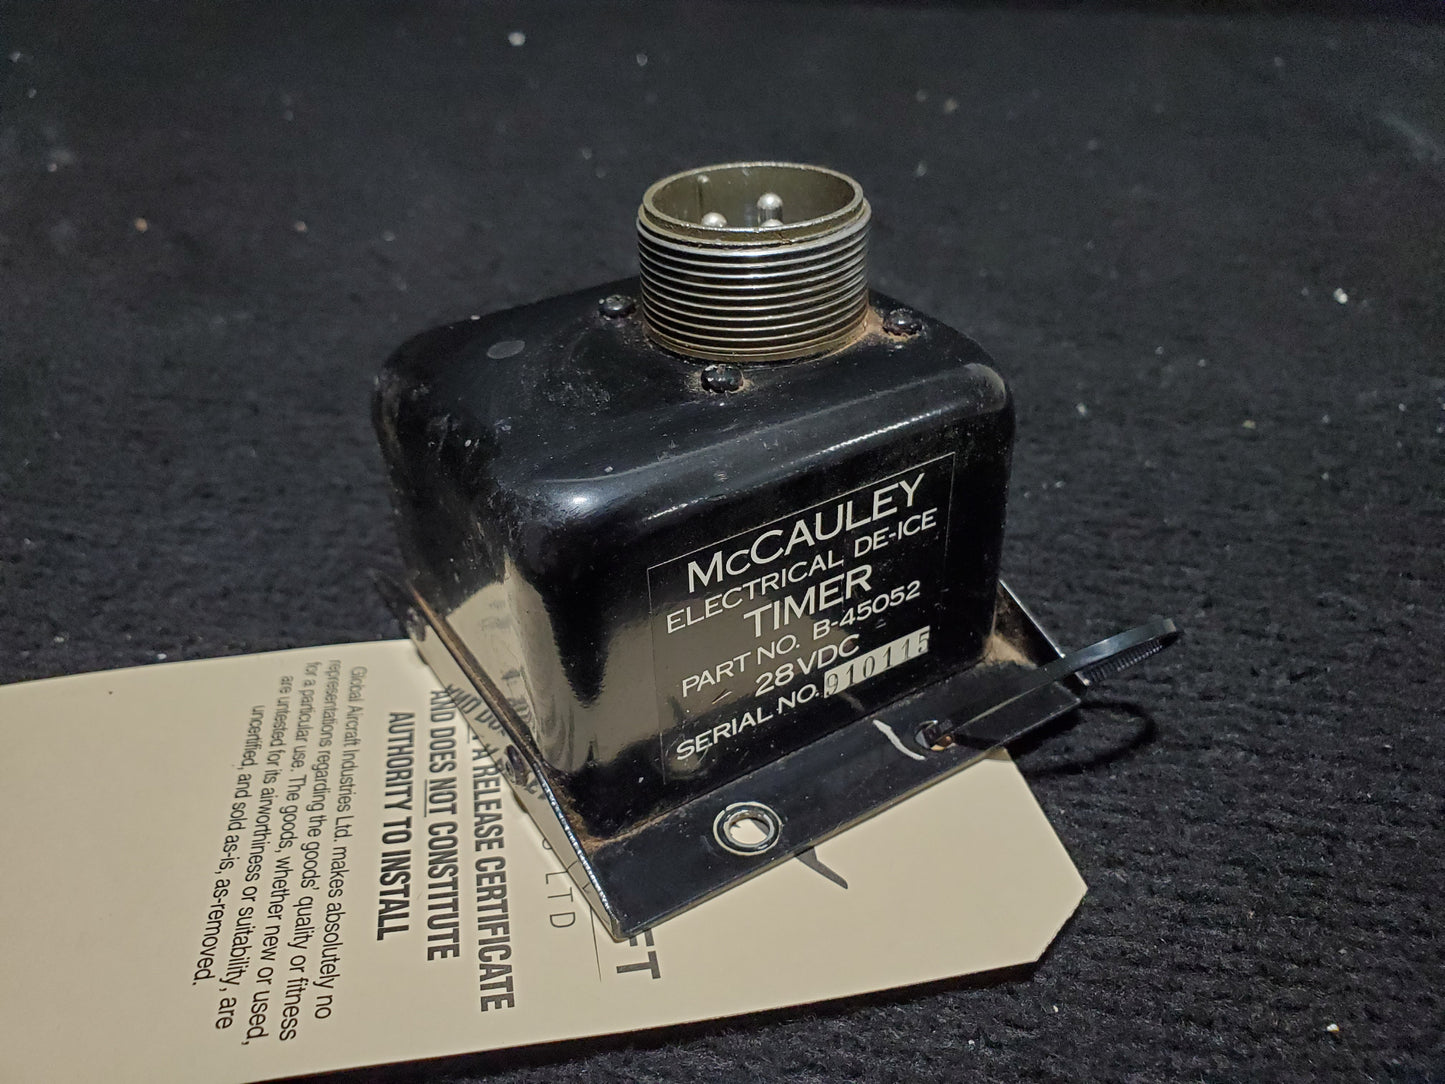 McCAULEY
ELECTRICAL DE-ICE
TIMER
PART NO. B-45052
28VDC
SERIAL NO. 910115
LTD
A RELEASE CERTIFICATE
AND DOES NOT CONSTITUTE
AUTHORITY TO INSTALL
Global Aircraft Industries Ltd. makes absolutely no
representations regarding the goods' quality or fitness
for a particular use. The goods, whether new or used,
are untested for its airworthiness or suitability, are
uncertified, and sold as-is, as-removed.